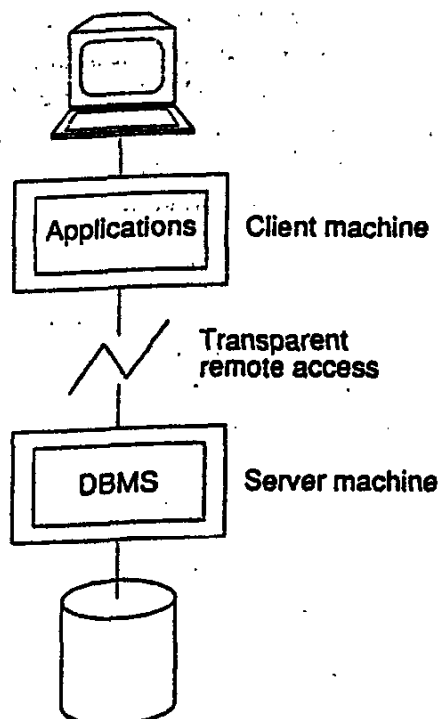 Applications
Client machine
Transparent
remote access
DBMS
Server machine